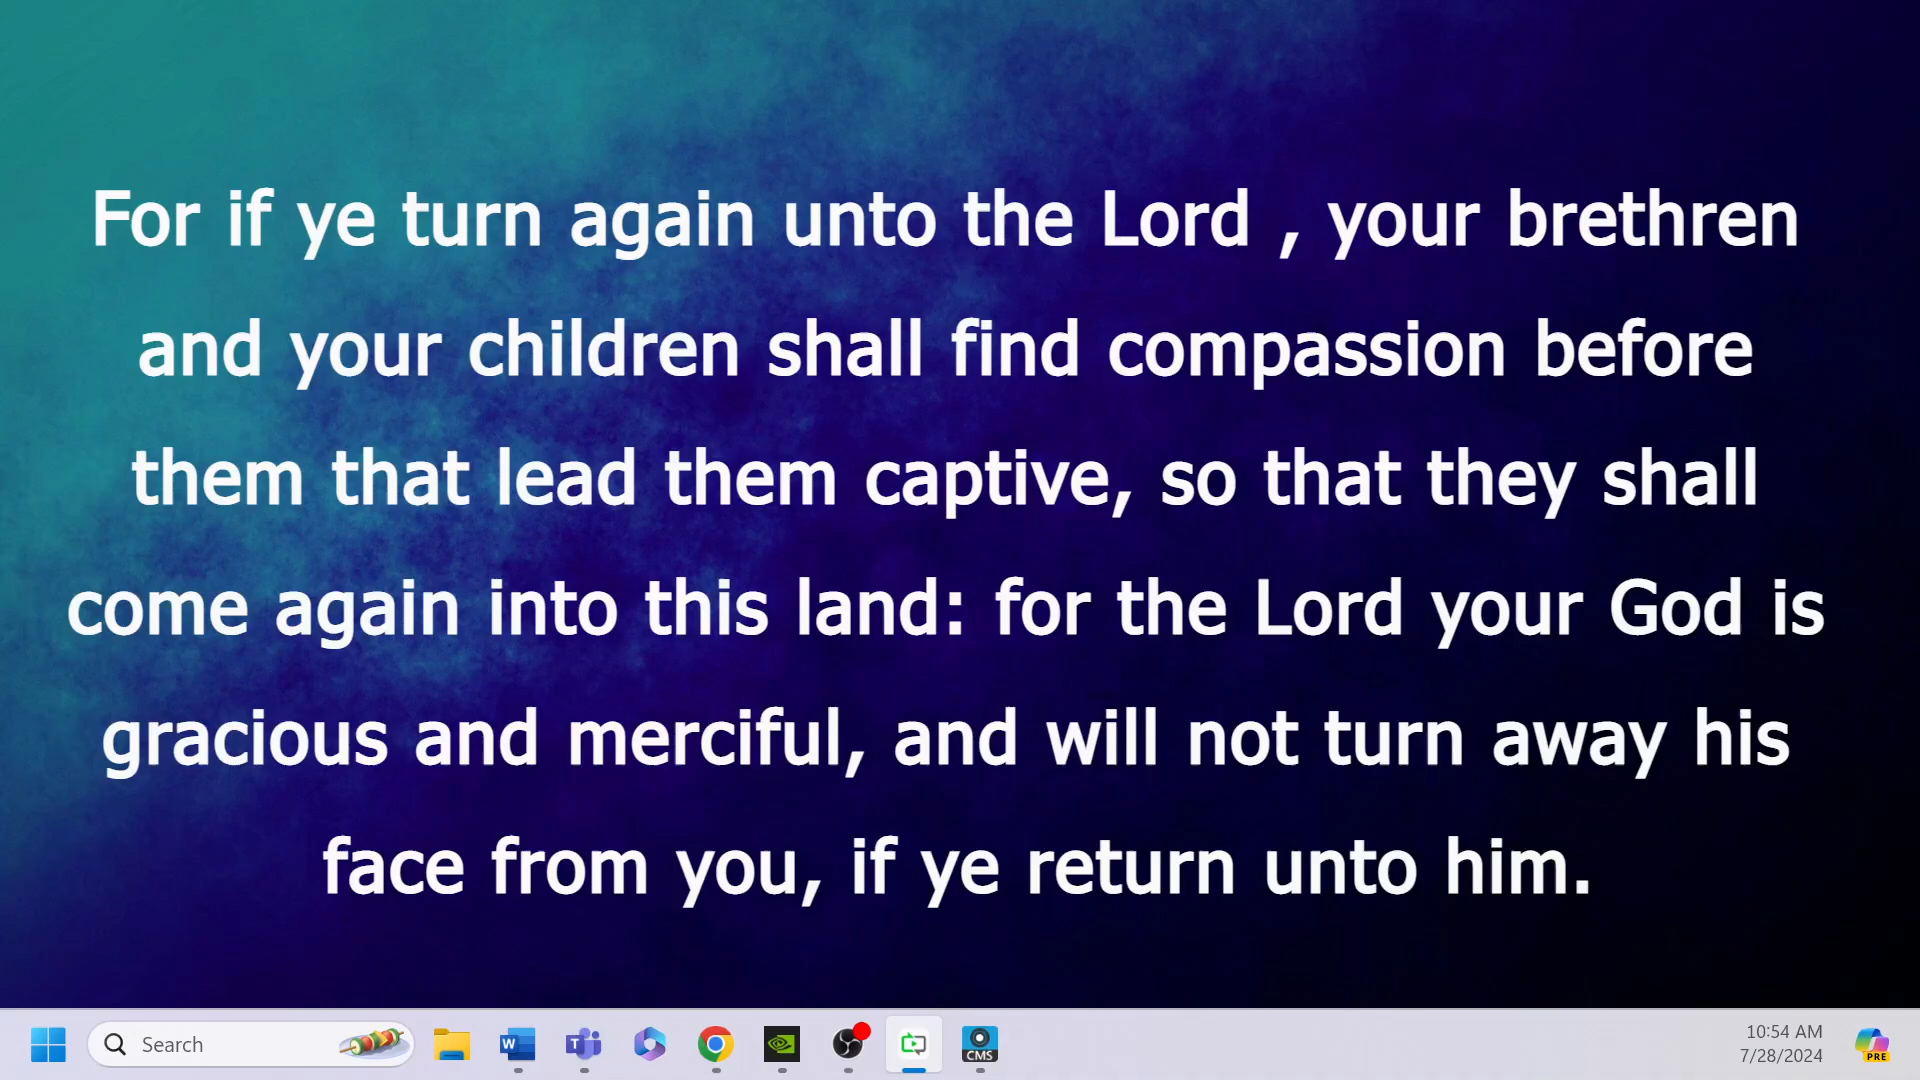 For if ye turn again unto the Lord , your brethren
and your children shall find compassion before
them that lead them captive, so that they shall
come again into this land: for the Lord your God is
gracious and merciful, and will not turn away his
face from you, if ye return unto him.
Search
W
T
CMS
10:54 AM
7/28/2024
PRE